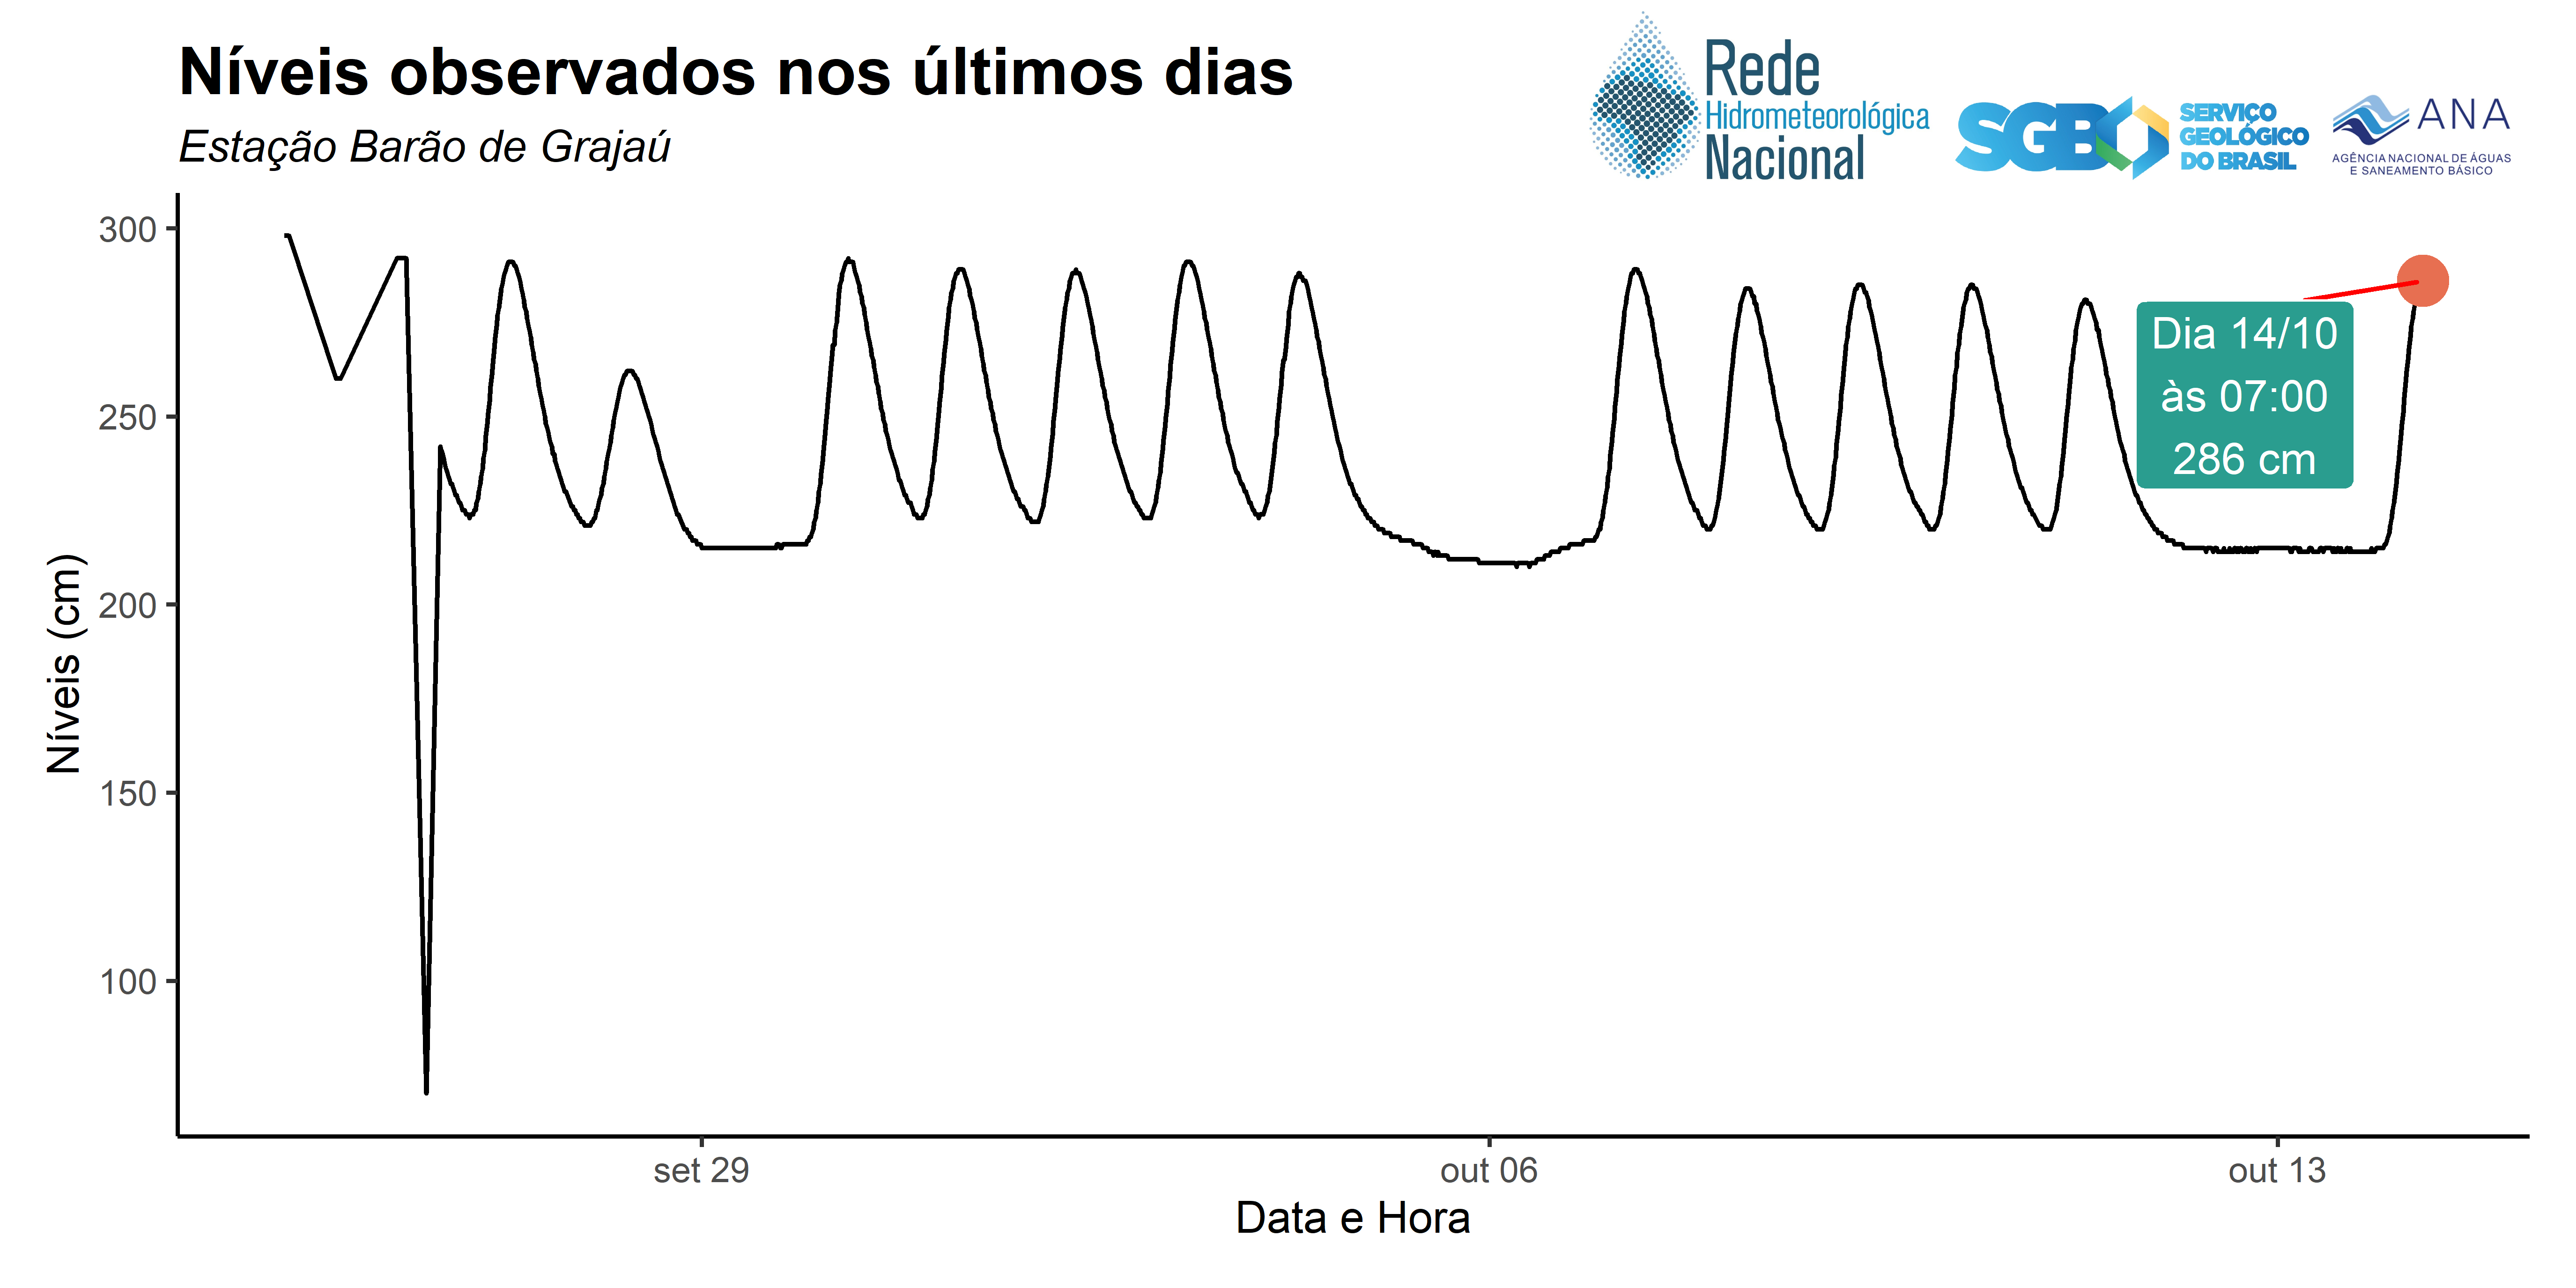 Níveis observados nos últimos dias
Estação Barão de Grajaú
Rede
Hidrometeorológica
Nacional
SGB
SERVIÇO
GEOLÓGICO
DO BRASIL
ANA
AGÊNCIA NACIONAL DE ÁGUAS
E SANEAMENTO BÁSICO
300
250
200
150
100
Níveis (cm)
Dia 14/10
às 07:00
286 cm
set 29
out 06
out 13
Data e Hora